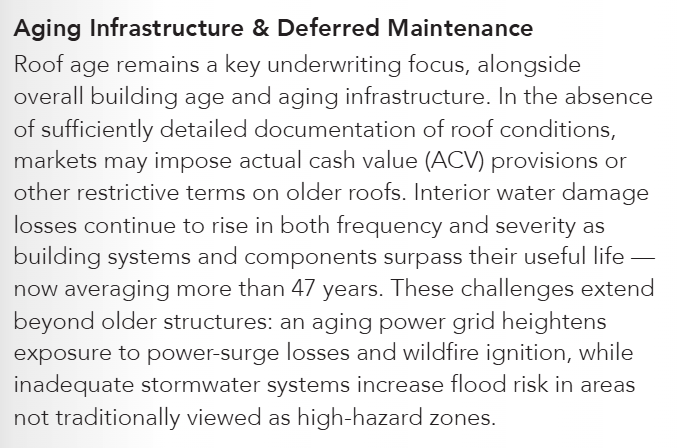 Aging Infrastructure & Deferred Maintenance
Roof age remains a key underwriting focus, alongside
overall building age and aging infrastructure. In the absence
of sufficiently detailed documentation of roof conditions,
markets may impose actual cash value (ACV) provisions or
other restrictive terms on older roofs. Interior water damage
losses continue to rise in both frequency and severity as
building systems and components surpass their useful life —
now averaging more than 47 years. These challenges extend
beyond older structures: an aging power grid heightens
exposure to power-surge losses and wildfire ignition, while
inadequate stormwater systems increase flood risk in areas
not traditionally viewed as high-hazard zones.